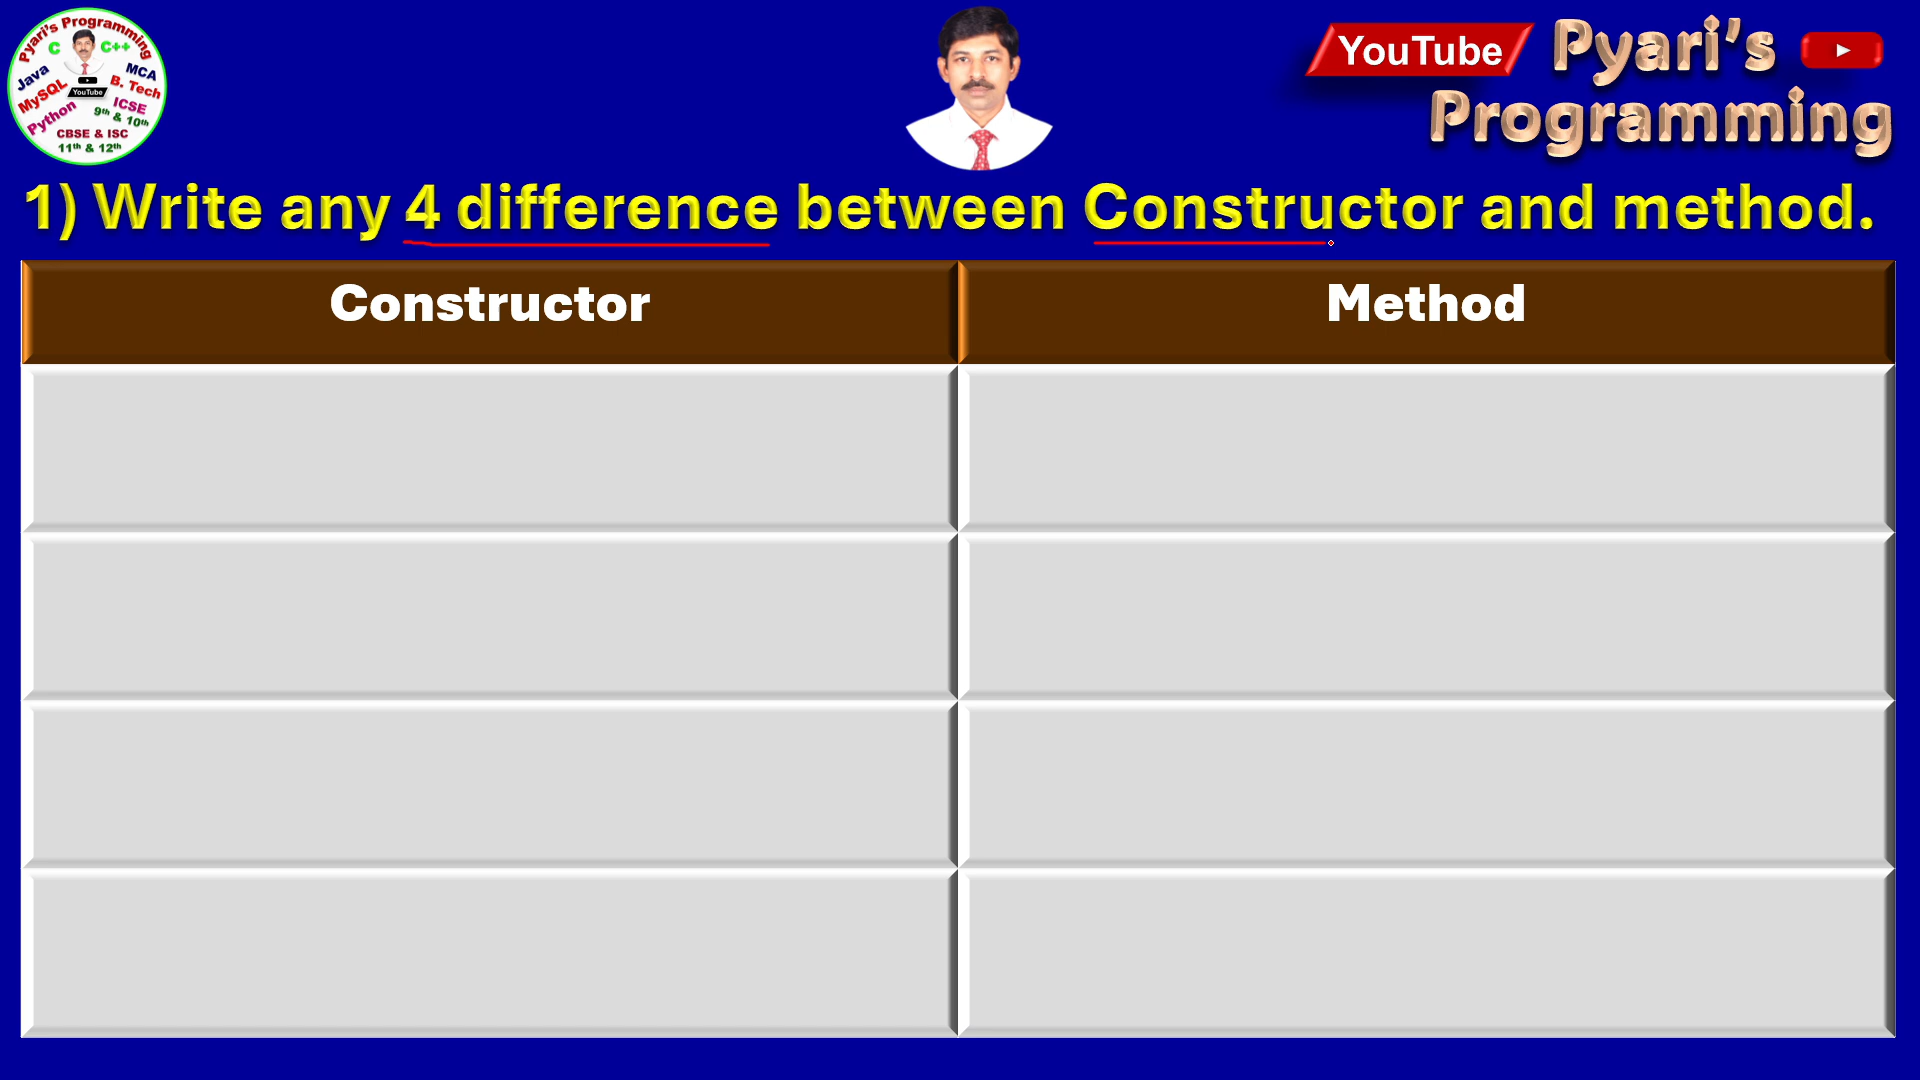 Pyari's Programming
C C++
Java MCA
MySQL B. Tech
YouTube
Python ICSE
9th & 10th
CBSE & ISC
11th & 12th
YouTube Pyari's
Programming
1) Write any 4 difference between Constructor and method.
Constructor Method